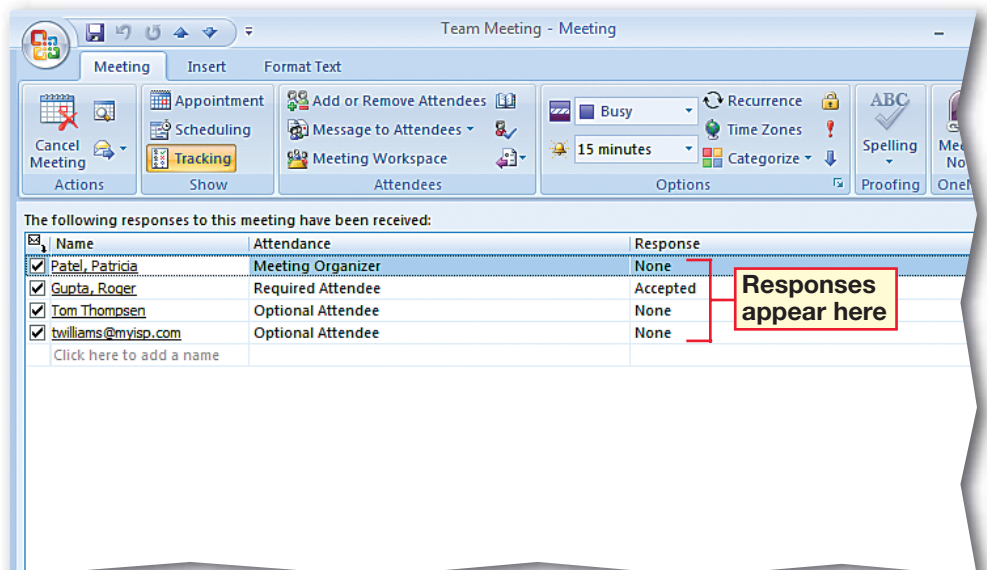 Team Meeting - Meeting
Meeting Insert Format Text
Cancel Meeting
Appointment
Scheduling
Tracking
Add or Remove Attendees
Message to Attendees
Meeting Workspace
Busy
15 minutes
Recurrence
Time Zones
Categorize
ABC
Spelling
Actions Show Attendees Options Proofing
The following responses to this meeting have been received:
Name Attendance Response
Patel, Patricia Meeting Organizer None
Gupta, Roger Required Attendee Accepted
Tom Thompsen Optional Attendee None
twilliams@myisp.com Optional Attendee None
Click here to add a name
Responses
appear here